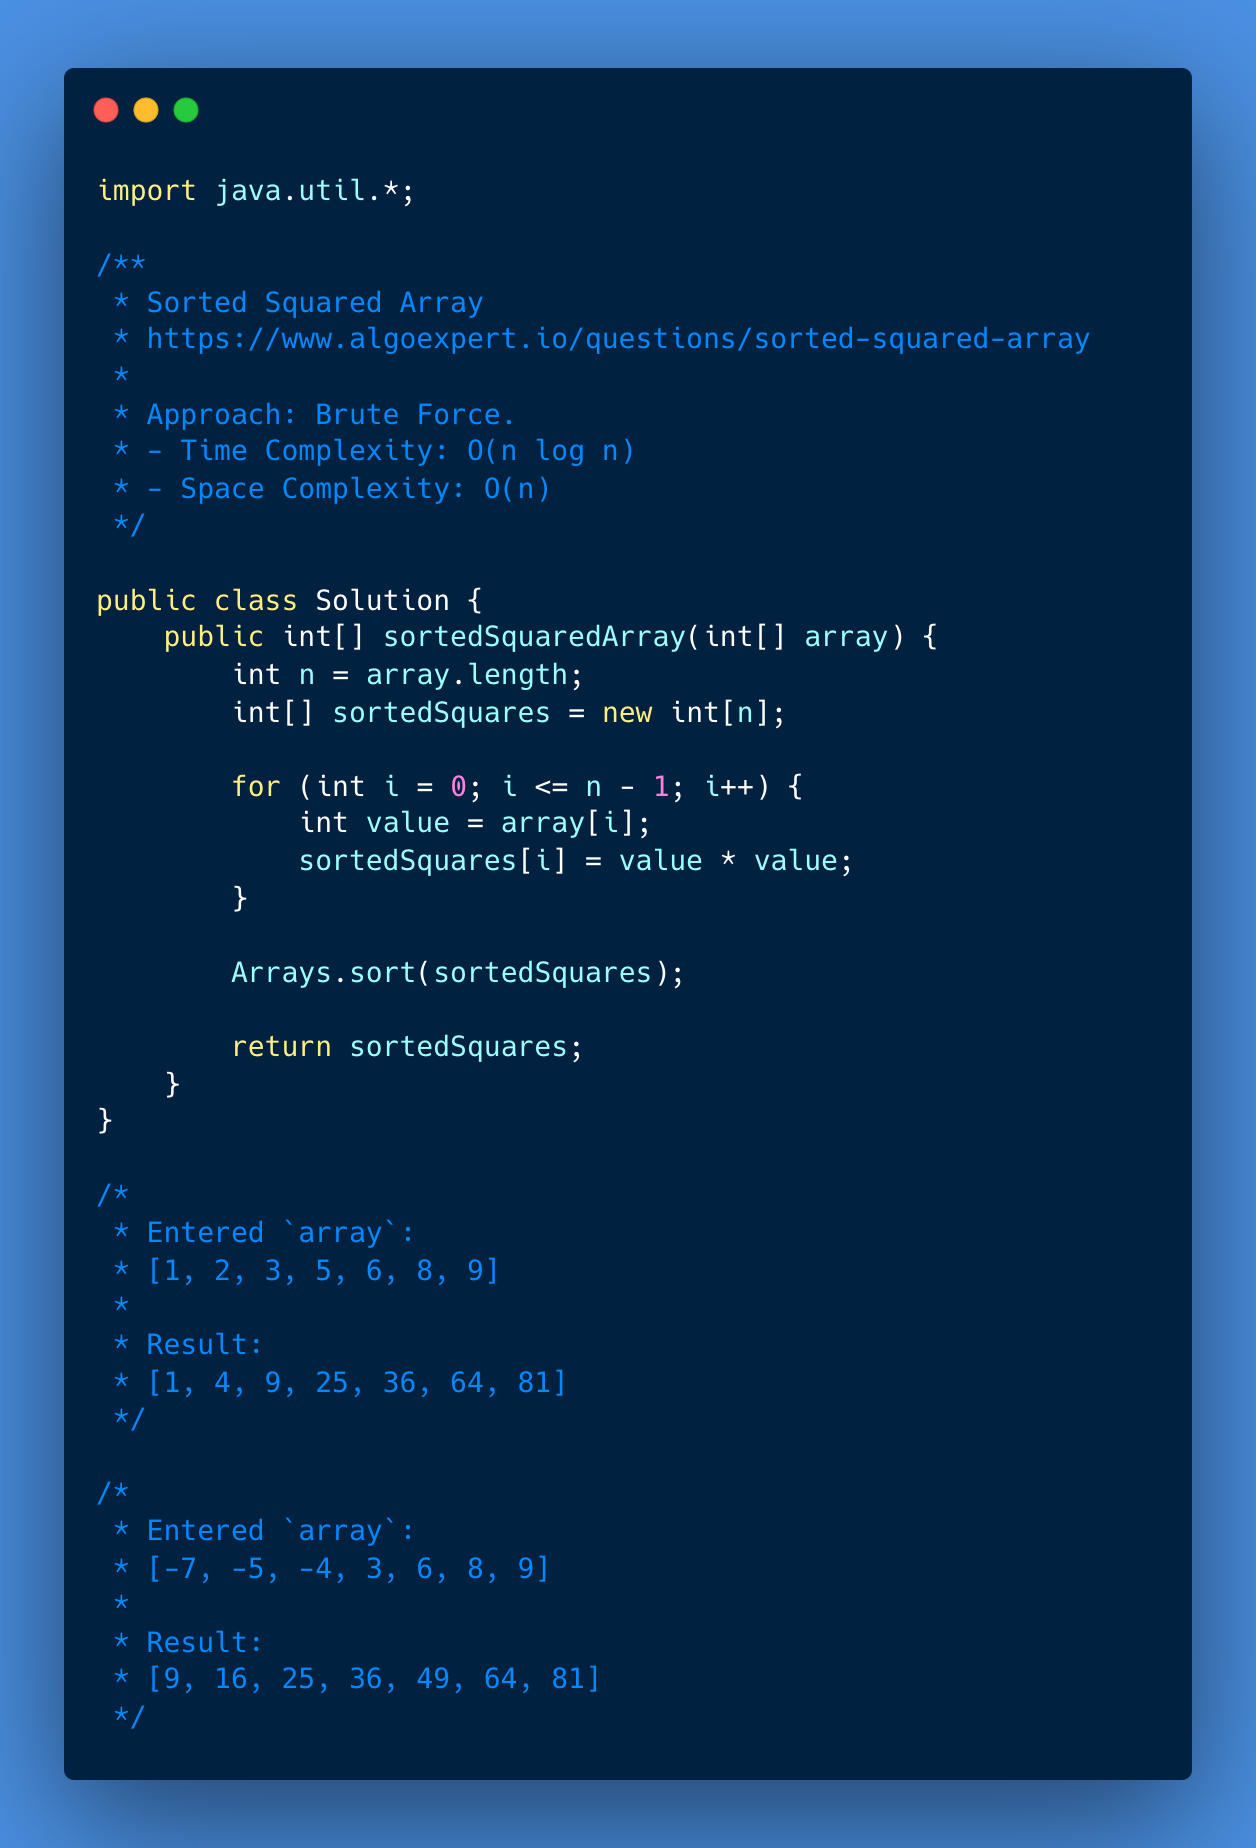 import java.util.*;

/**
 * Sorted Squared Array
 * https://www.algoexpert.io/questions/sorted-squared-array
 *
 * Approach: Brute Force.
 * - Time Complexity: O(n log n)
 * - Space Complexity: O(n)
 */

public class Solution {
    public int[] sortedSquaredArray(int[] array) {
        int n = array.length;
        int[] sortedSquares = new int[n];

        for (int i = 0; i <= n - 1; i++) {
            int value = array[i];
            sortedSquares[i] = value * value;
        }

        Arrays.sort(sortedSquares);

        return sortedSquares;
    }
}

/*
 * Entered `array`:
 * [1, 2, 3, 5, 6, 8, 9]
 *
 * Result:
 * [1, 4, 9, 25, 36, 64, 81]
 */

/*
 * Entered `array`:
 * [-7, -5, -4, 3, 6, 8, 9]
 *
 * Result:
 * [9, 16, 25, 36, 49, 64, 81]
 */